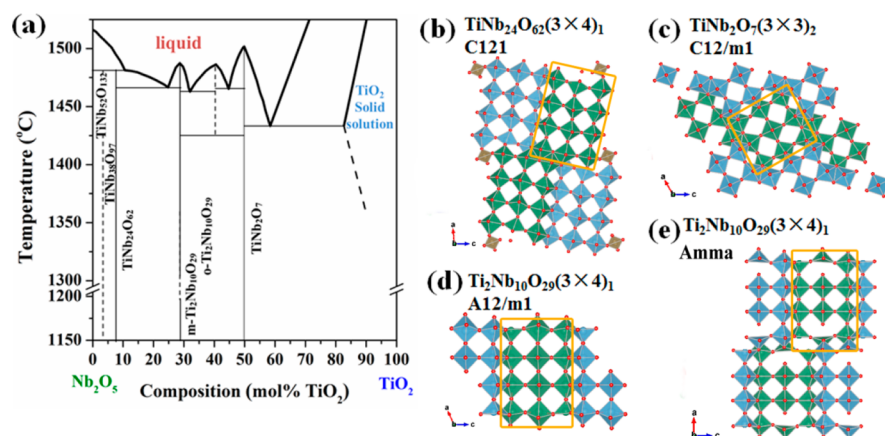 (a)
1500
1450
1400
1350
1300
1200
1150
Temperature (°C)
liquid
TiO₂
Solid
solution
TiNb₂₄O₆₂
m-Ti₂Nb₁₀O₂₉
o-Ti₂Nb₁₀O₂₉
TiNb₂O₇
0 10 20 30 40 50 60 70 80 90 100
Nb₂O₅
Composition (mol% TiO₂)
TiO₂
(b) TiNb₂₄O₆₂(3×4)₁
C121
a
b
c
(c) TiNb₂O₇(3×3)₂
C12/m1
a
b
c
(d) Ti₂Nb₁₀O₂₉(3×4)₁
A12/m1
a
b
c
(e) Ti₂Nb₁₀O₂₉(3×4)₁
Amma
a
b
c